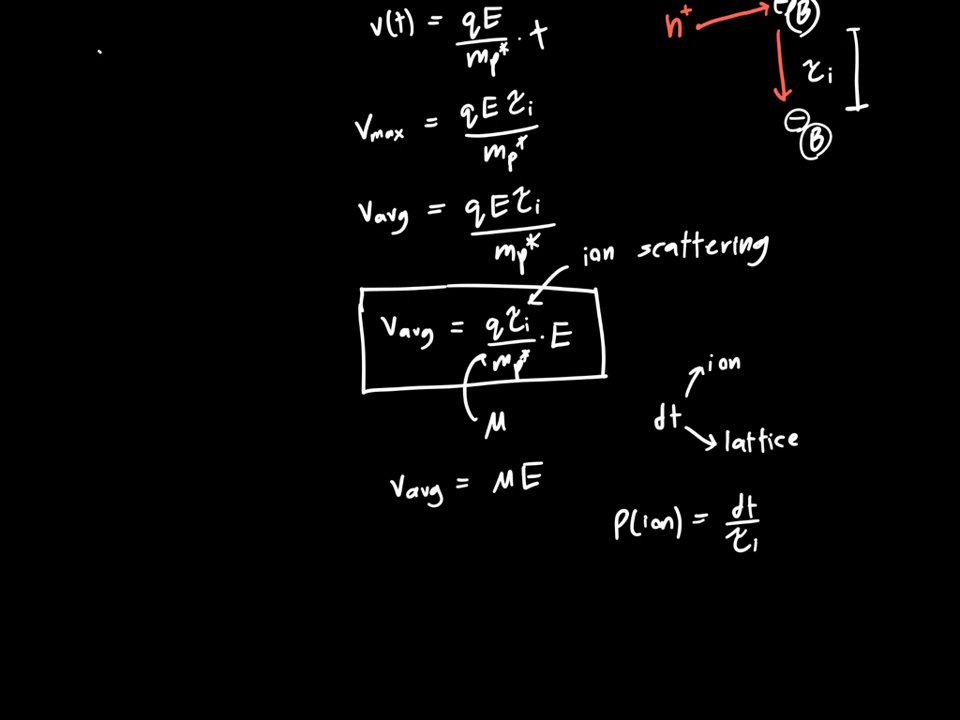 v(t) = qE/mp* · t
h+
B
vmax = qEτi/mp*
τi
− B
vavg = qEτi/mp*
ion scattering
vavg = qτi/mp* · E
ion
μ
dt
lattice
vavg = μE
P(ion) = dt/τi